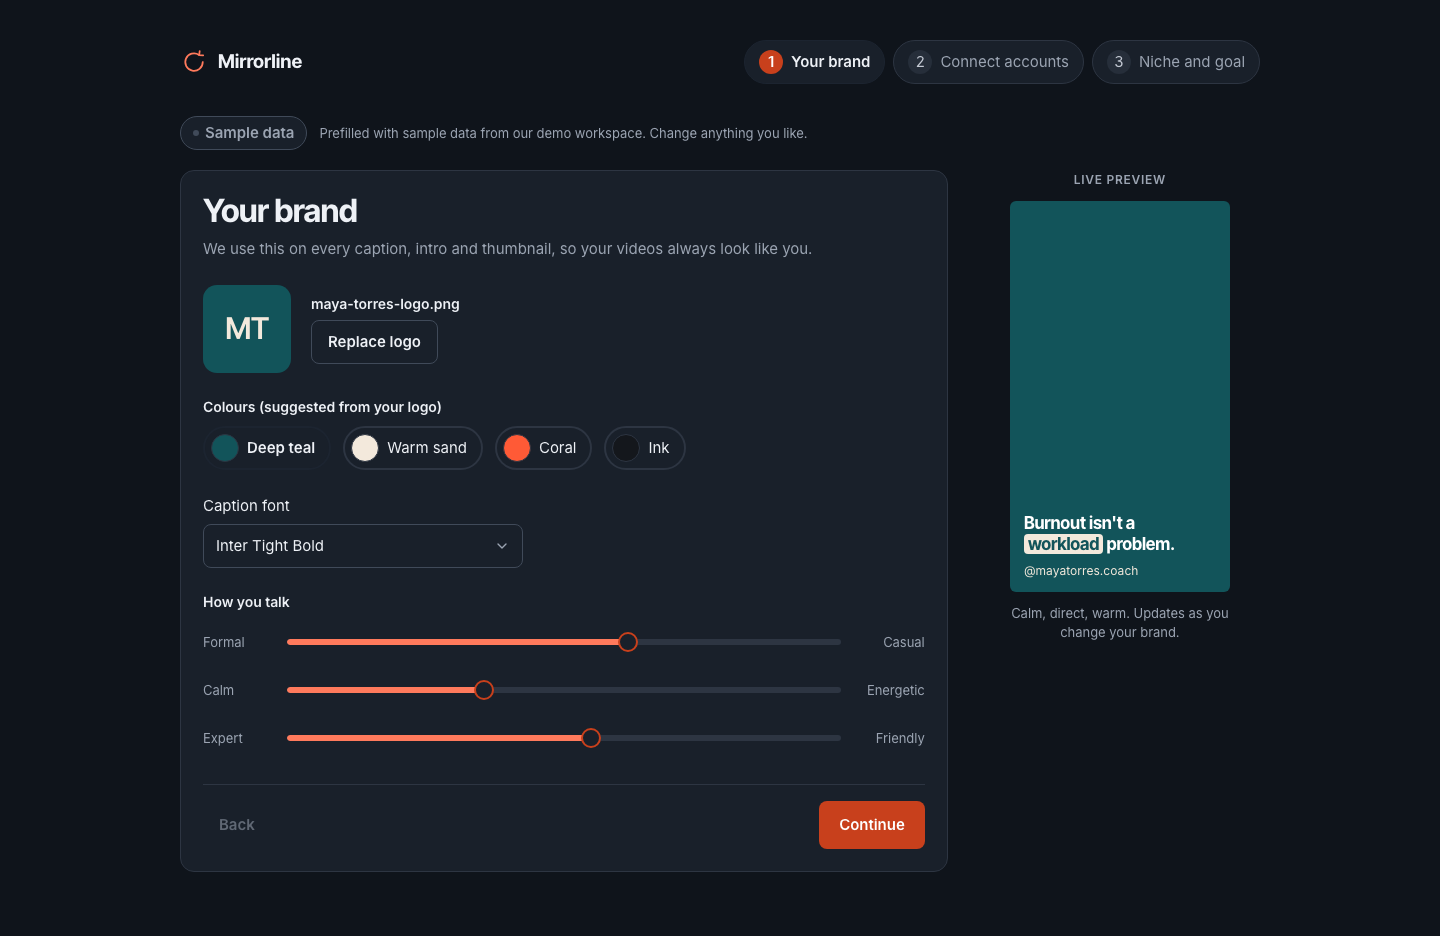 Mirrorline
1 Your brand
2 Connect accounts
3 Niche and goal
Sample data
Prefilled with sample data from our demo workspace. Change anything you like.
Your brand
We use this on every caption, intro and thumbnail, so your videos always look like you.
MT
maya-torres-logo.png
Replace logo
Colours (suggested from your logo)
Deep teal
Warm sand
Coral
Ink
Caption font
Inter Tight Bold
How you talk
Formal
Casual
Calm
Energetic
Expert
Friendly
Back
Continue
LIVE PREVIEW
Burnout isn't a
workload problem.
@mayatorres.coach
Calm, direct, warm. Updates as you
change your brand.